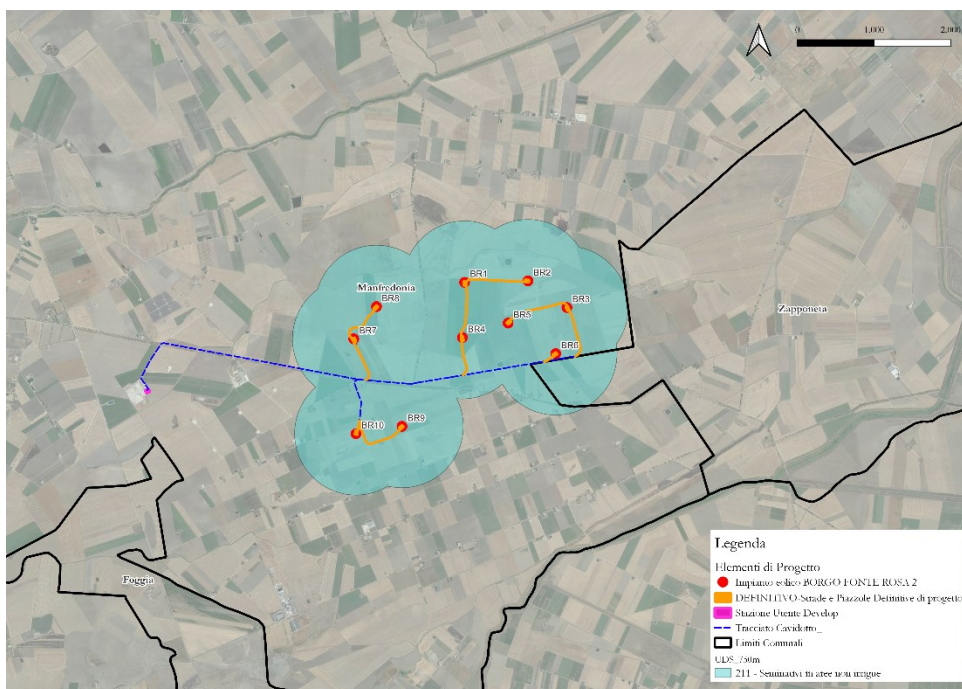 0 1,000 2,000
BR1
BR2
Manfredonia
BR8
BR3
Zapponeta
BR5
BR7
BR4
BR6
BR9
BR10
Foggia
Legenda
Elementi di Progetto
Impianto eolico BORGO FONTE ROSA 2
DEFINITIVO-Strade e Piazzole Definitive di progetto
Stazione Utente Develop
Tracciato Cavidotto_
Limiti Comunali
UDS_750m
211 - Seminativi in aree non irrigue